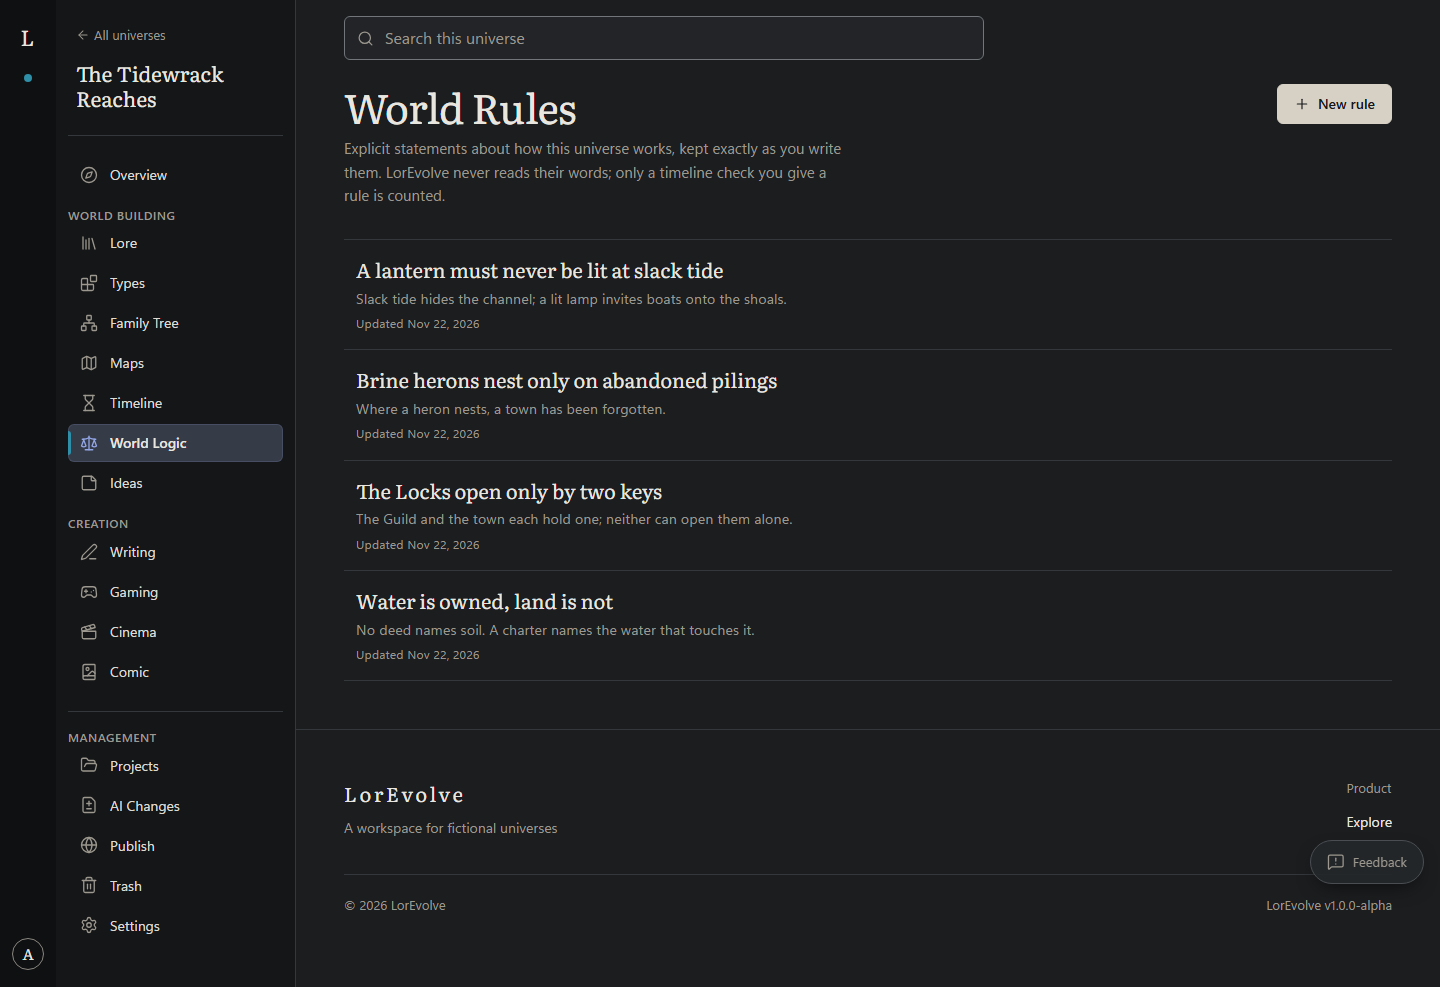 L
All universes
The Tidewrack
Reaches
Overview
WORLD BUILDING
Lore
Types
Family Tree
Maps
Timeline
World Logic
Ideas
CREATION
Writing
Gaming
Cinema
Comic
MANAGEMENT
Projects
AI Changes
Publish
Trash
Settings
A
Search this universe
World Rules
New rule
Explicit statements about how this universe works, kept exactly as you write
them. LorEvolve never reads their words; only a timeline check you give a
rule is counted.
A lantern must never be lit at slack tide
Slack tide hides the channel; a lit lamp invites boats onto the shoals.
Updated Nov 22, 2026
Brine herons nest only on abandoned pilings
Where a heron nests, a town has been forgotten.
Updated Nov 22, 2026
The Locks open only by two keys
The Guild and the town each hold one; neither can open them alone.
Updated Nov 22, 2026
Water is owned, land is not
No deed names soil. A charter names the water that touches it.
Updated Nov 22, 2026
LorEvolve
A workspace for fictional universes
Product
Explore
Feedback
© 2026 LorEvolve
LorEvolve v1.0.0-alpha